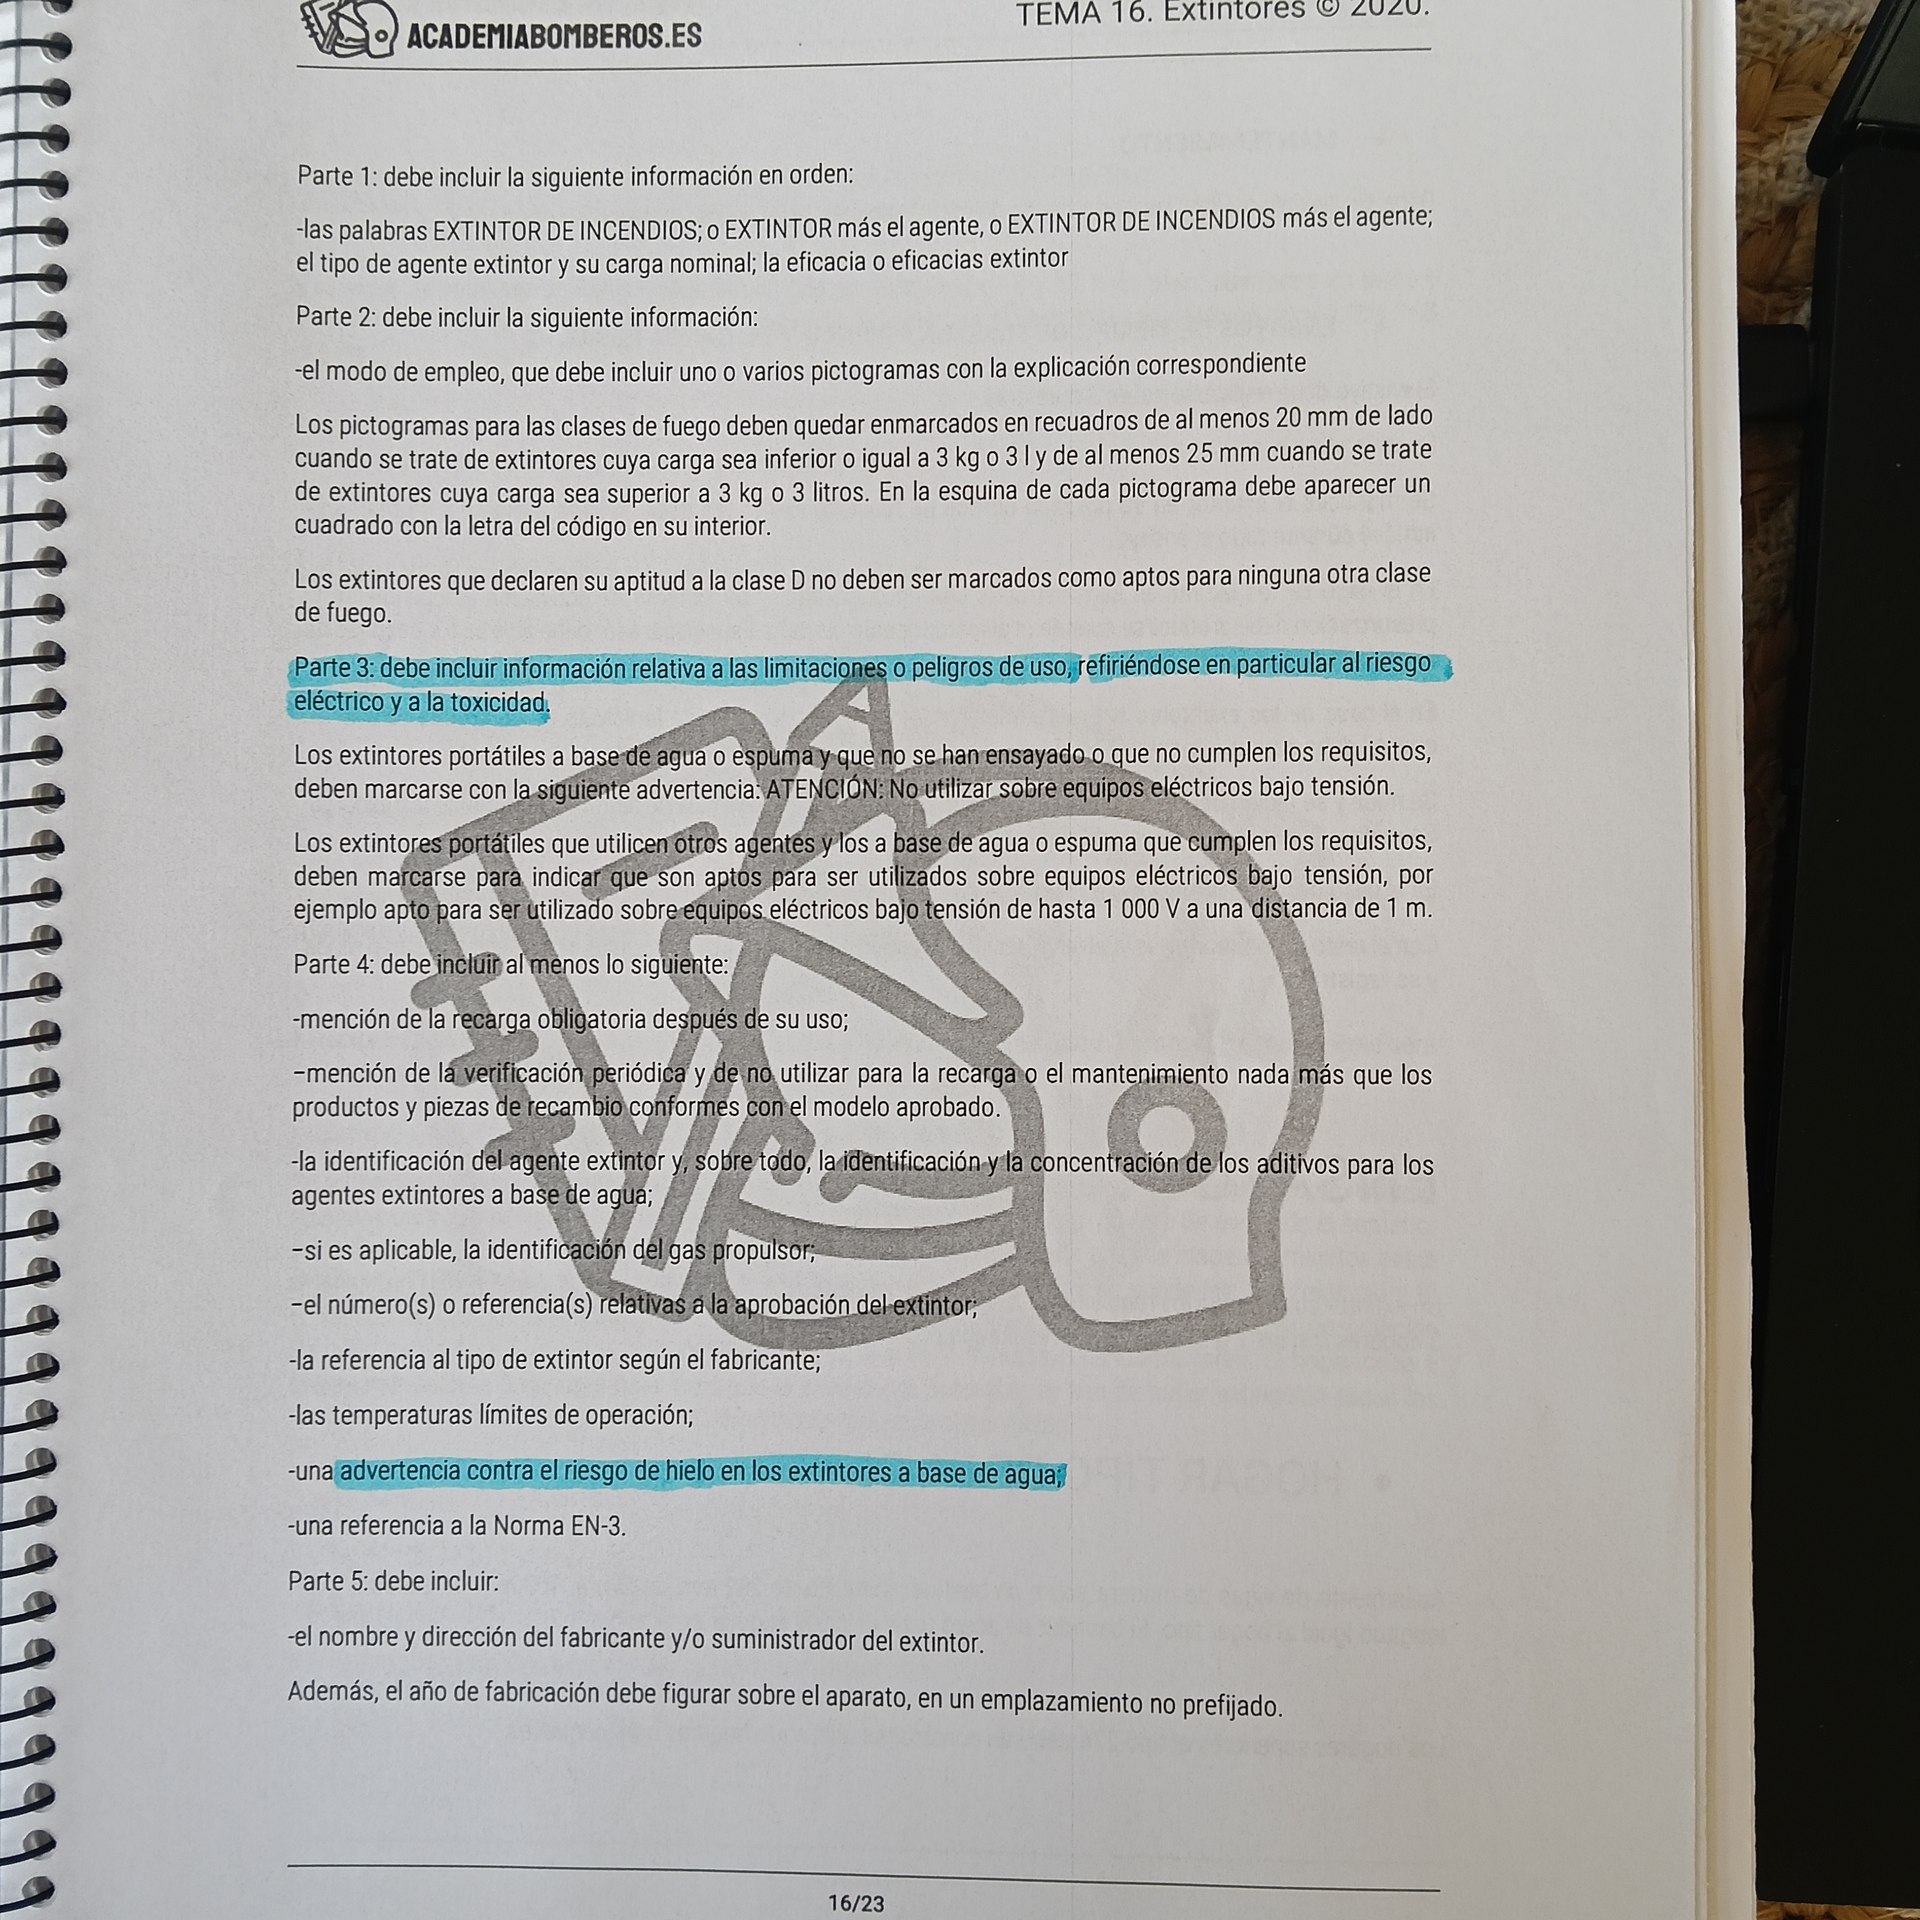 ACADEMIABOMBEROS.ES
TEMA 16. Extintores © 2020.
Parte 1: debe incluir la siguiente información en orden:
-las palabras EXTINTOR DE INCENDIOS; o EXTINTOR más el agente, o EXTINTOR DE INCENDIOS más el agente;
el tipo de agente extintor y su carga nominal; la eficacia o eficacias extintor
Parte 2: debe incluir la siguiente información:
-el modo de empleo, que debe incluir uno o varios pictogramas con la explicación correspondiente
Los pictogramas para las clases de fuego deben quedar enmarcados en recuadros de al menos 20 mm de lado
cuando se trate de extintores cuya carga sea inferior o igual a 3 kg o 3 l y de al menos 25 mm cuando se trate
de extintores cuya carga sea superior a 3 kg o 3 litros. En la esquina de cada pictograma debe aparecer un
cuadrado con la letra del código en su interior.
Los extintores que declaren su aptitud a la clase D no deben ser marcados como aptos para ninguna otra clase
de fuego.
Parte 3: debe incluir información relativa a las limitaciones o peligros de uso, refiriéndose en particular al riesgo
eléctrico y a la toxicidad.
Los extintores portátiles a base de agua o espuma y que no se han ensayado o que no cumplen los requisitos,
deben marcarse con la siguiente advertencia: ATENCIÓN: No utilizar sobre equipos eléctricos bajo tensión.
Los extintores portátiles que utilicen otros agentes y los a base de agua o espuma que cumplen los requisitos,
deben marcarse para indicar que son aptos para ser utilizados sobre equipos eléctricos bajo tensión, por
ejemplo apto para ser utilizado sobre equipos eléctricos bajo tensión de hasta 1 000 V a una distancia de 1 m.
Parte 4: debe incluir al menos lo siguiente:
-mención de la recarga obligatoria después de su uso;
–mención de la verificación periódica y de no utilizar para la recarga o el mantenimiento nada más que los
productos y piezas de recambio conformes con el modelo aprobado.
-la identificación del agente extintor y, sobre todo, la identificación y la concentración de los aditivos para los
agentes extintores a base de agua;
–si es aplicable, la identificación del gas propulsor;
–el número(s) o referencia(s) relativas a la aprobación del extintor;
-la referencia al tipo de extintor según el fabricante;
-las temperaturas límites de operación;
-una advertencia contra el riesgo de hielo en los extintores a base de agua;
-una referencia a la Norma EN-3.
Parte 5: debe incluir:
-el nombre y dirección del fabricante y/o suministrador del extintor.
Además, el año de fabricación debe figurar sobre el aparato, en un emplazamiento no prefijado.
16/23